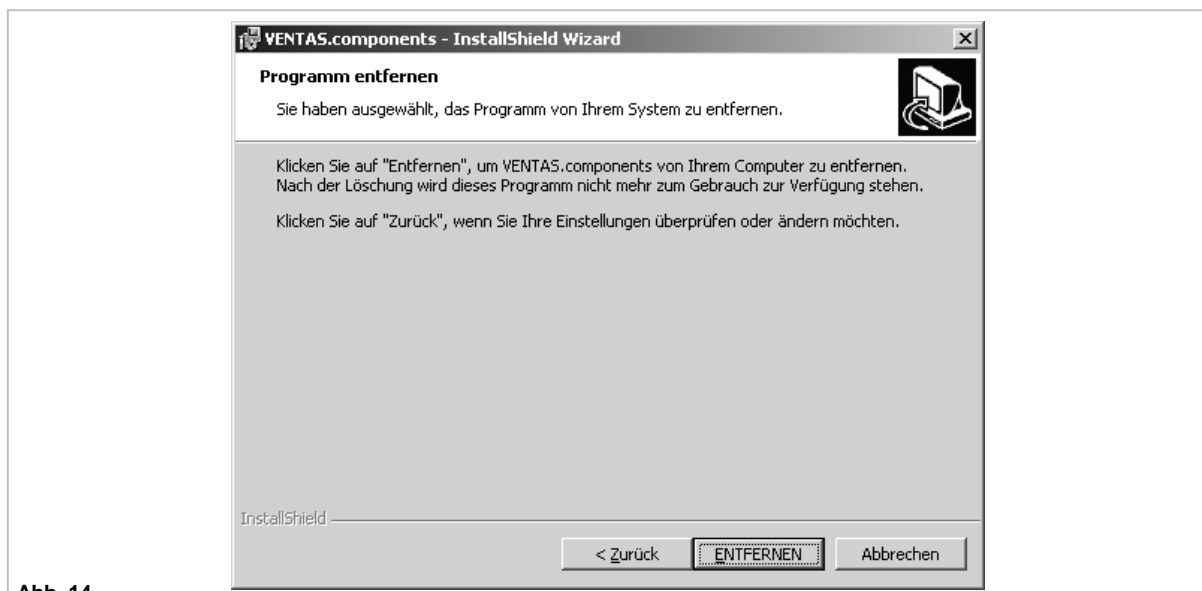 VENTAS.components - InstallShield Wizard
Programm entfernen
Sie haben ausgewählt, das Programm von Ihrem System zu entfernen.
Klicken Sie auf "Entfernen", um VENTAS.components von Ihrem Computer zu entfernen.
Nach der Löschung wird dieses Programm nicht mehr zum Gebrauch zur Verfügung stehen.
Klicken Sie auf "Zurück", wenn Sie Ihre Einstellungen überprüfen oder ändern möchten.
InstallShield
< Zurück ENTFERNEN Abbrechen
Abb. 14